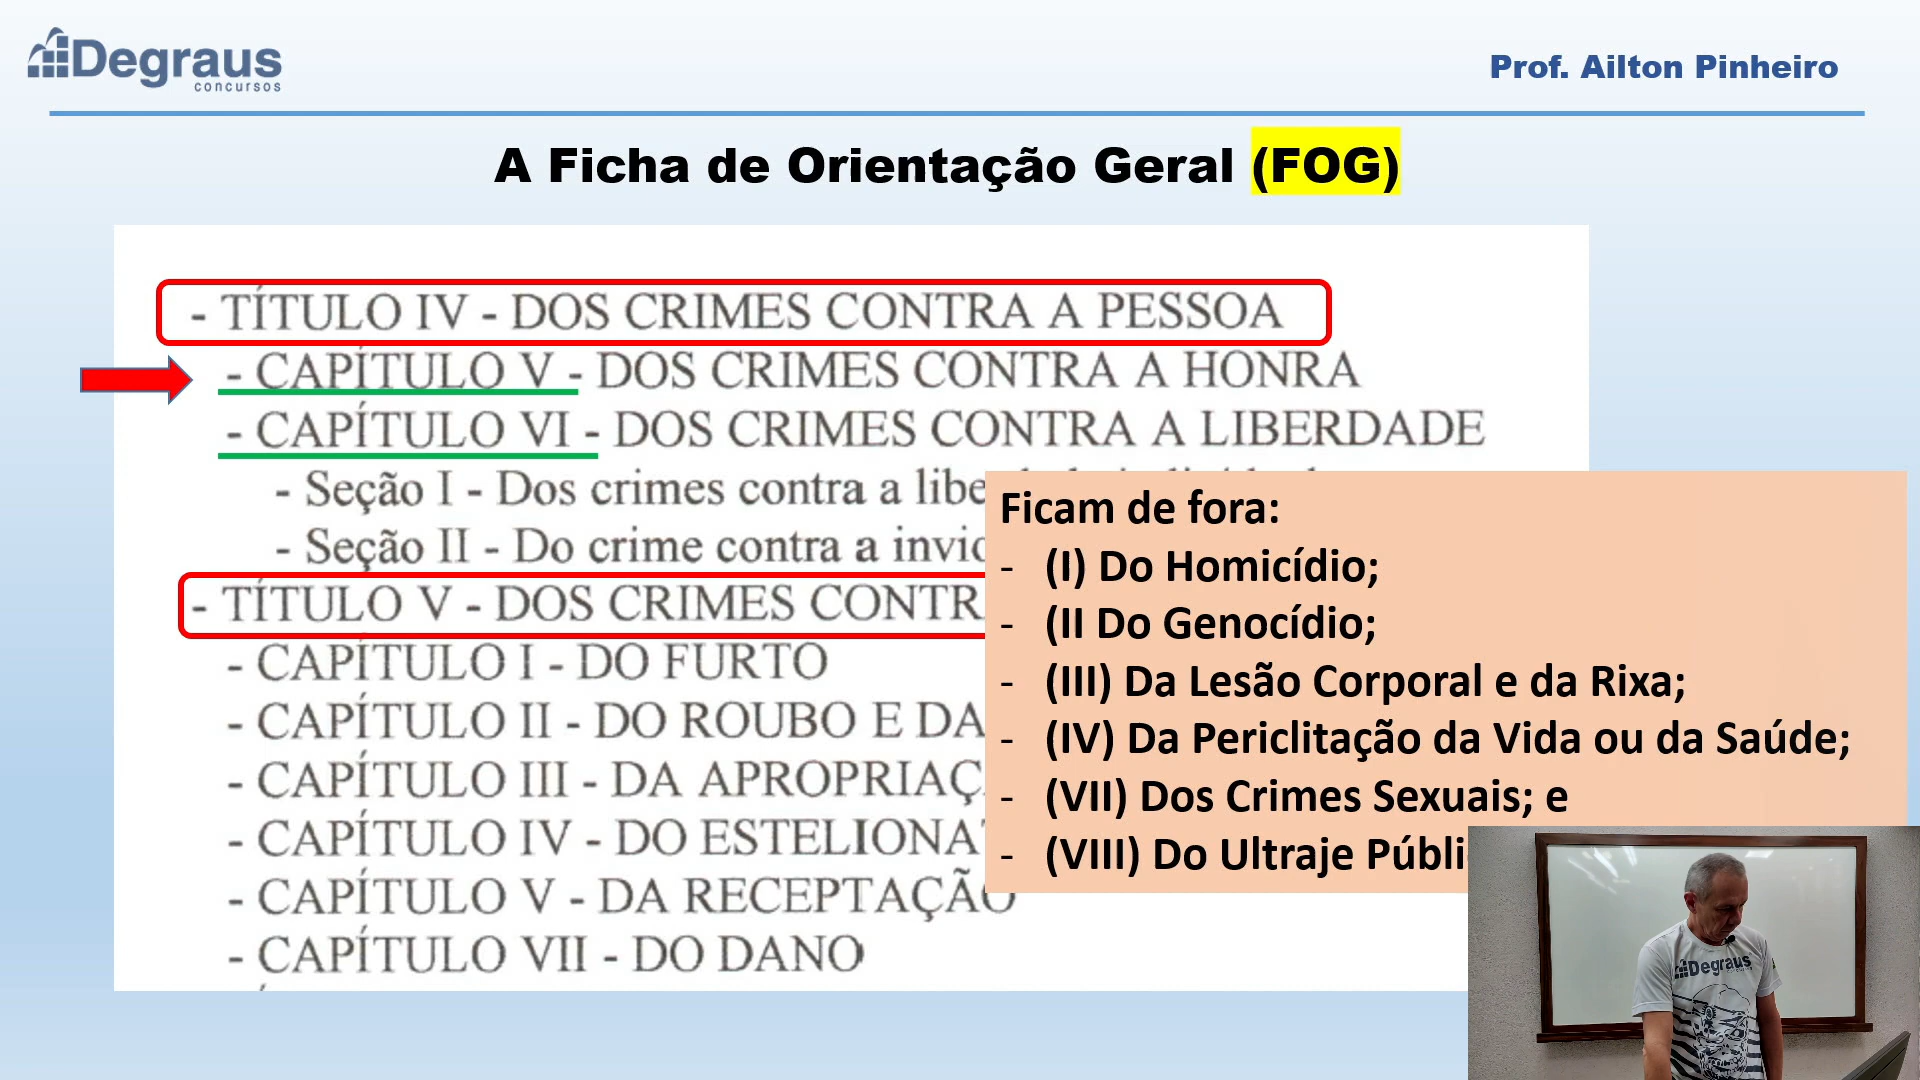 Degraus
concursos
Prof. Ailton Pinheiro
A Ficha de Orientação Geral (FOG)
- TÍTULO IV - DOS CRIMES CONTRA A PESSOA
- CAPÍTULO V - DOS CRIMES CONTRA A HONRA
- CAPÍTULO VI - DOS CRIMES CONTRA A LIBERDADE
- Seção I - Dos crimes contra a libe
- Seção II - Do crime contra a invio
- TÍTULO V - DOS CRIMES CONTR
- CAPÍTULO I - DO FURTO
- CAPÍTULO II - DO ROUBO E DA
- CAPÍTULO III - DA APROPRIAÇ
- CAPÍTULO IV - DO ESTELIONA
- CAPÍTULO V - DA RECEPTAÇÃO
- CAPÍTULO VII - DO DANO
Ficam de fora:
- (I) Do Homicídio;
- (II Do Genocídio;
- (III) Da Lesão Corporal e da Rixa;
- (IV) Da Periclitação da Vida ou da Saúde;
- (VII) Dos Crimes Sexuais; e
- (VIII) Do Ultraje Públi
Degraus